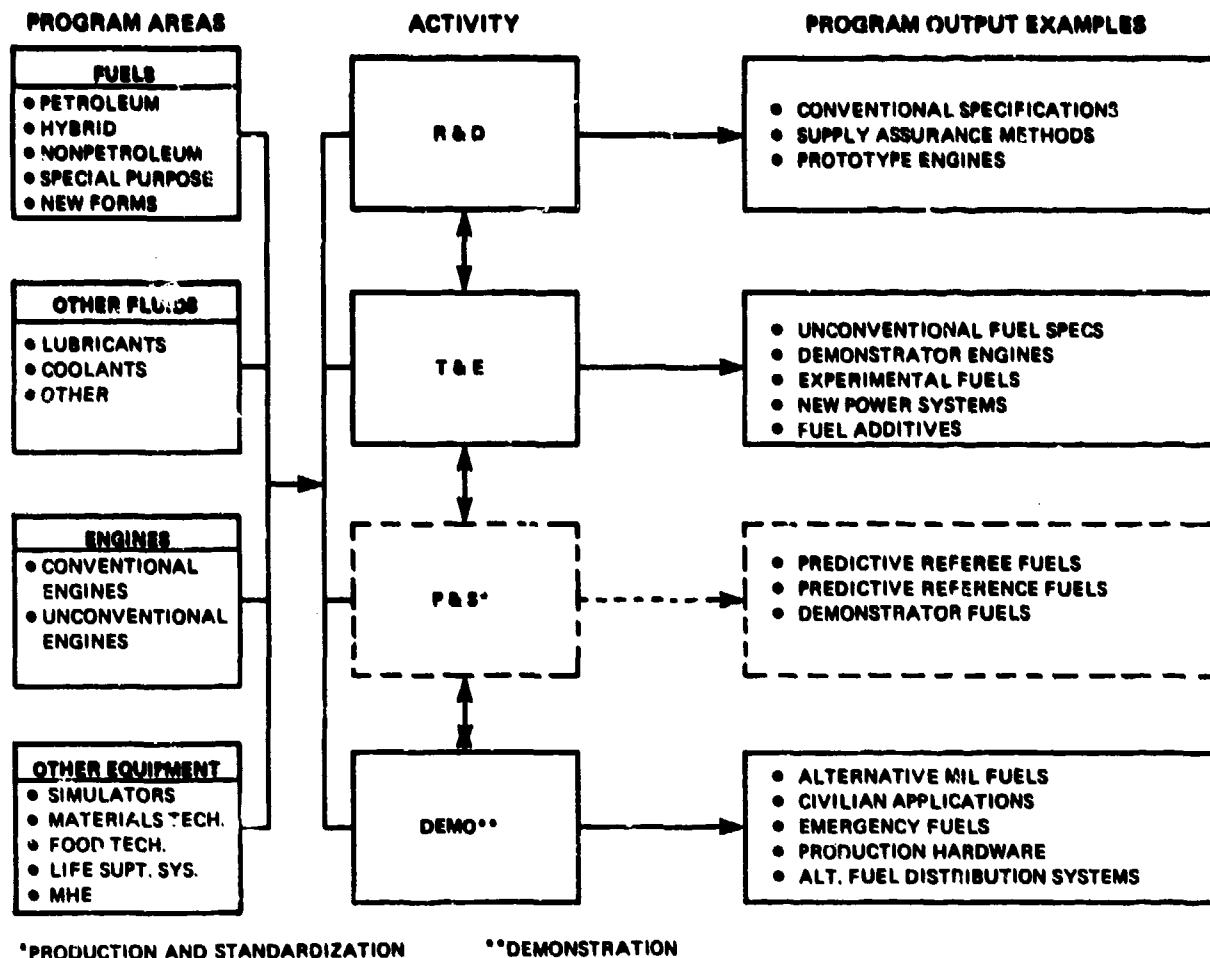 PROGRAM AREAS
ACTIVITY
PROGRAM OUTPUT EXAMPLES
FUELS
• PETROLEUM
• HYBRID
• NONPETROLEUM
• SPECIAL PURPOSE
• NEW FORMS
R & D
• CONVENTIONAL SPECIFICATIONS
• SUPPLY ASSURANCE METHODS
• PROTOTYPE ENGINES
OTHER FLUIDS
• LUBRICANTS
• COOLANTS
• OTHER
T & E
• UNCONVENTIONAL FUEL SPECS
• DEMONSTRATOR ENGINES
• EXPERIMENTAL FUELS
• NEW POWER SYSTEMS
• FUEL ADDITIVES
ENGINES
• CONVENTIONAL
ENGINES
• UNCONVENTIONAL
ENGINES
P & S*
• PREDICTIVE REFEREE FUELS
• PREDICTIVE REFERENCE FUELS
• DEMONSTRATOR FUELS
OTHER EQUIPMENT
• SIMULATORS
• MATERIALS TECH.
• FOOD TECH.
• LIFE SUPT. SYS.
• MHE
DEMO**
• ALTERNATIVE MIL FUELS
• CIVILIAN APPLICATIONS
• EMERGENCY FUELS
• PRODUCTION HARDWARE
• ALT. FUEL DISTRIBUTION SYSTEMS
*PRODUCTION AND STANDARDIZATION
**DEMONSTRATION